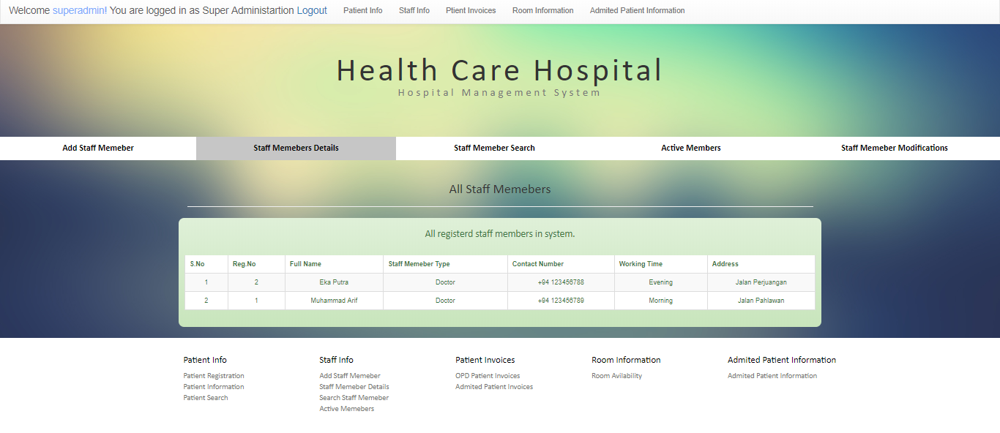 Welcome superadmin! You are logged in as Super Administartion Logout Patient Info Staff Info Ptient Invoices Room Information Admited Patient Information
Health Care Hospital
Hospital Management System
Add Staff Memeber Staff Memebers Details Staff Memeber Search Active Members Staff Memeber Modifications
All Staff Memebers
All registerd staff members in system.
S.No Reg.No Full Name Staff Memeber Type Contact Number Working Time Address
1 2 Eka Putra Doctor +94 123456788 Evening Jalan Perjuangan
2 1 Muhammad Arif Doctor +94 123456789 Morning Jalan Pahlawan
Patient Info Staff Info Patient Invoices Room Information Admited Patient Information
Patient Registration Add Staff Memeber OPD Patient Invoices Room Avilability Admited Patient Information
Patient Information Staff Memeber Details Admited Patient Invoices
Patient Search Search Staff Memeber
Active Memebers